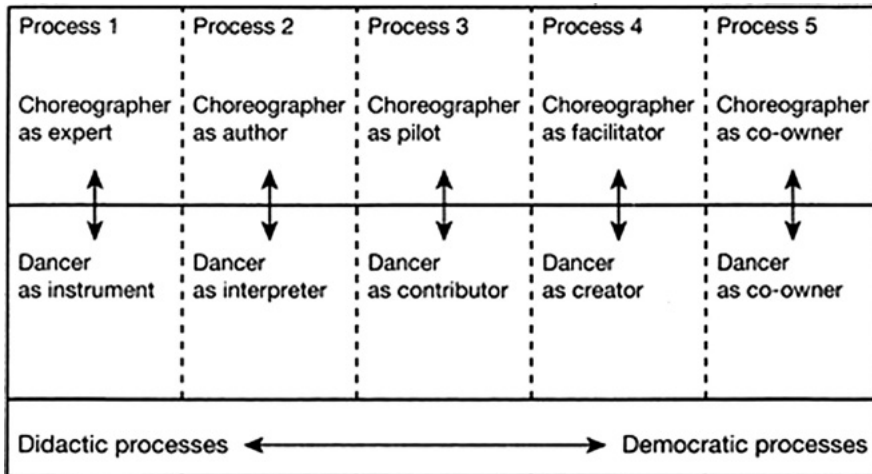 Process 1
Process 2
Process 3
Process 4
Process 5
Choreographer
as expert
Choreographer
as author
Choreographer
as pilot
Choreographer
as facilitator
Choreographer
as co-owner
Dancer
as instrument
Dancer
as interpreter
Dancer
as contributor
Dancer
as creator
Dancer
as co-owner
Didactic processes
Democratic processes